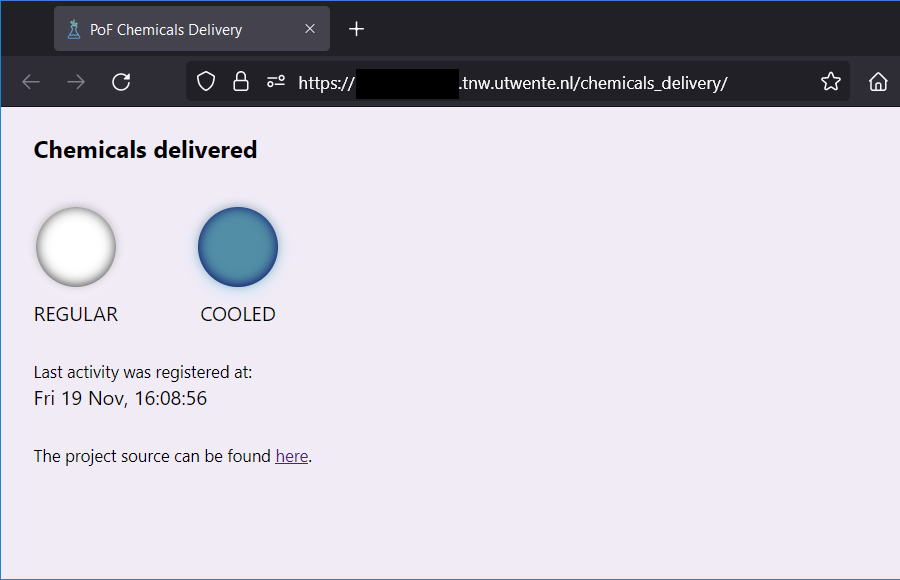 PoF Chemicals Delivery
https:// .tnw.utwente.nl/chemicals_delivery/
Chemicals delivered
REGULAR
COOLED
Last activity was registered at:
Fri 19 Nov, 16:08:56
The project source can be found here.